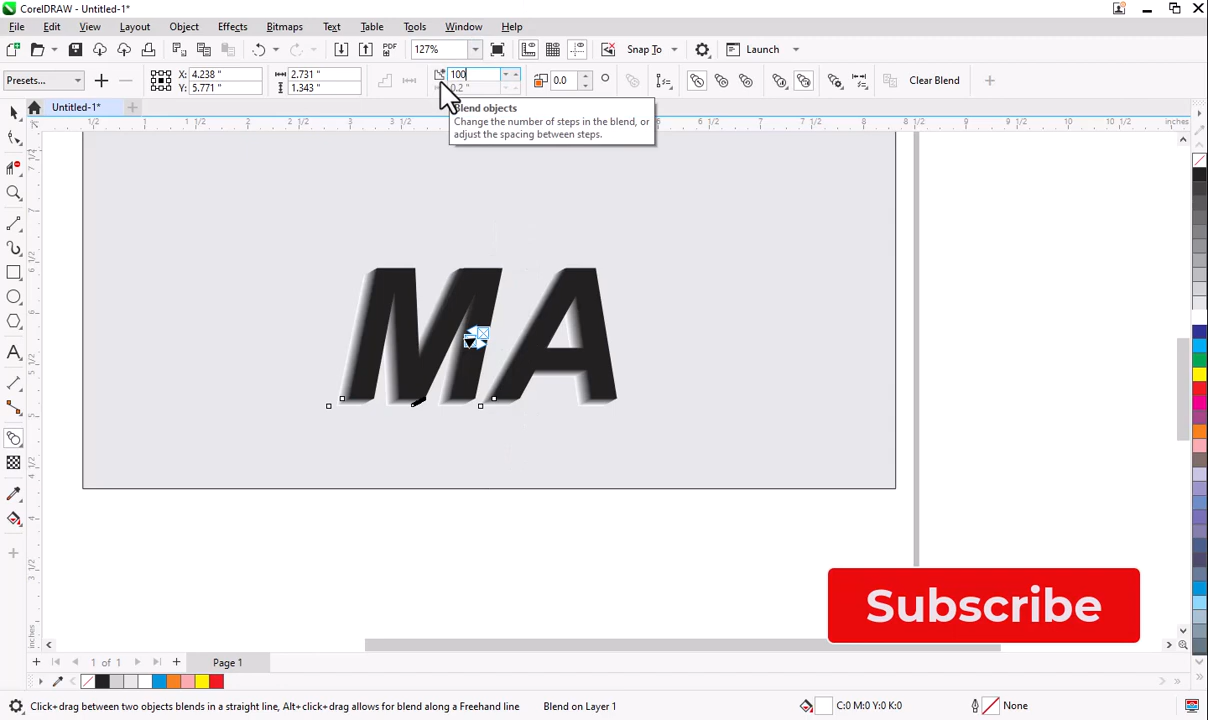 CorelDRAW - Untitled-1*
File Edit View Layout Object Effects Bitmaps Text Table Tools Window Help
PDF 127% Snap To Launch
Presets... X: 4.238 " 2.731 " 100 0.0 Clear Blend
Y: 5.771 " 1.343 " 0.2 "
Untitled-1*
Blend objects
Change the number of steps in the blend, or
adjust the spacing between steps.
inches
MA
Subscribe
1 of 1 Page 1
Click+drag between two objects blends in a straight line, Alt+click+drag allows for blend along a Freehand line Blend on Layer 1 C:0 M:0 Y:0 K:0 None